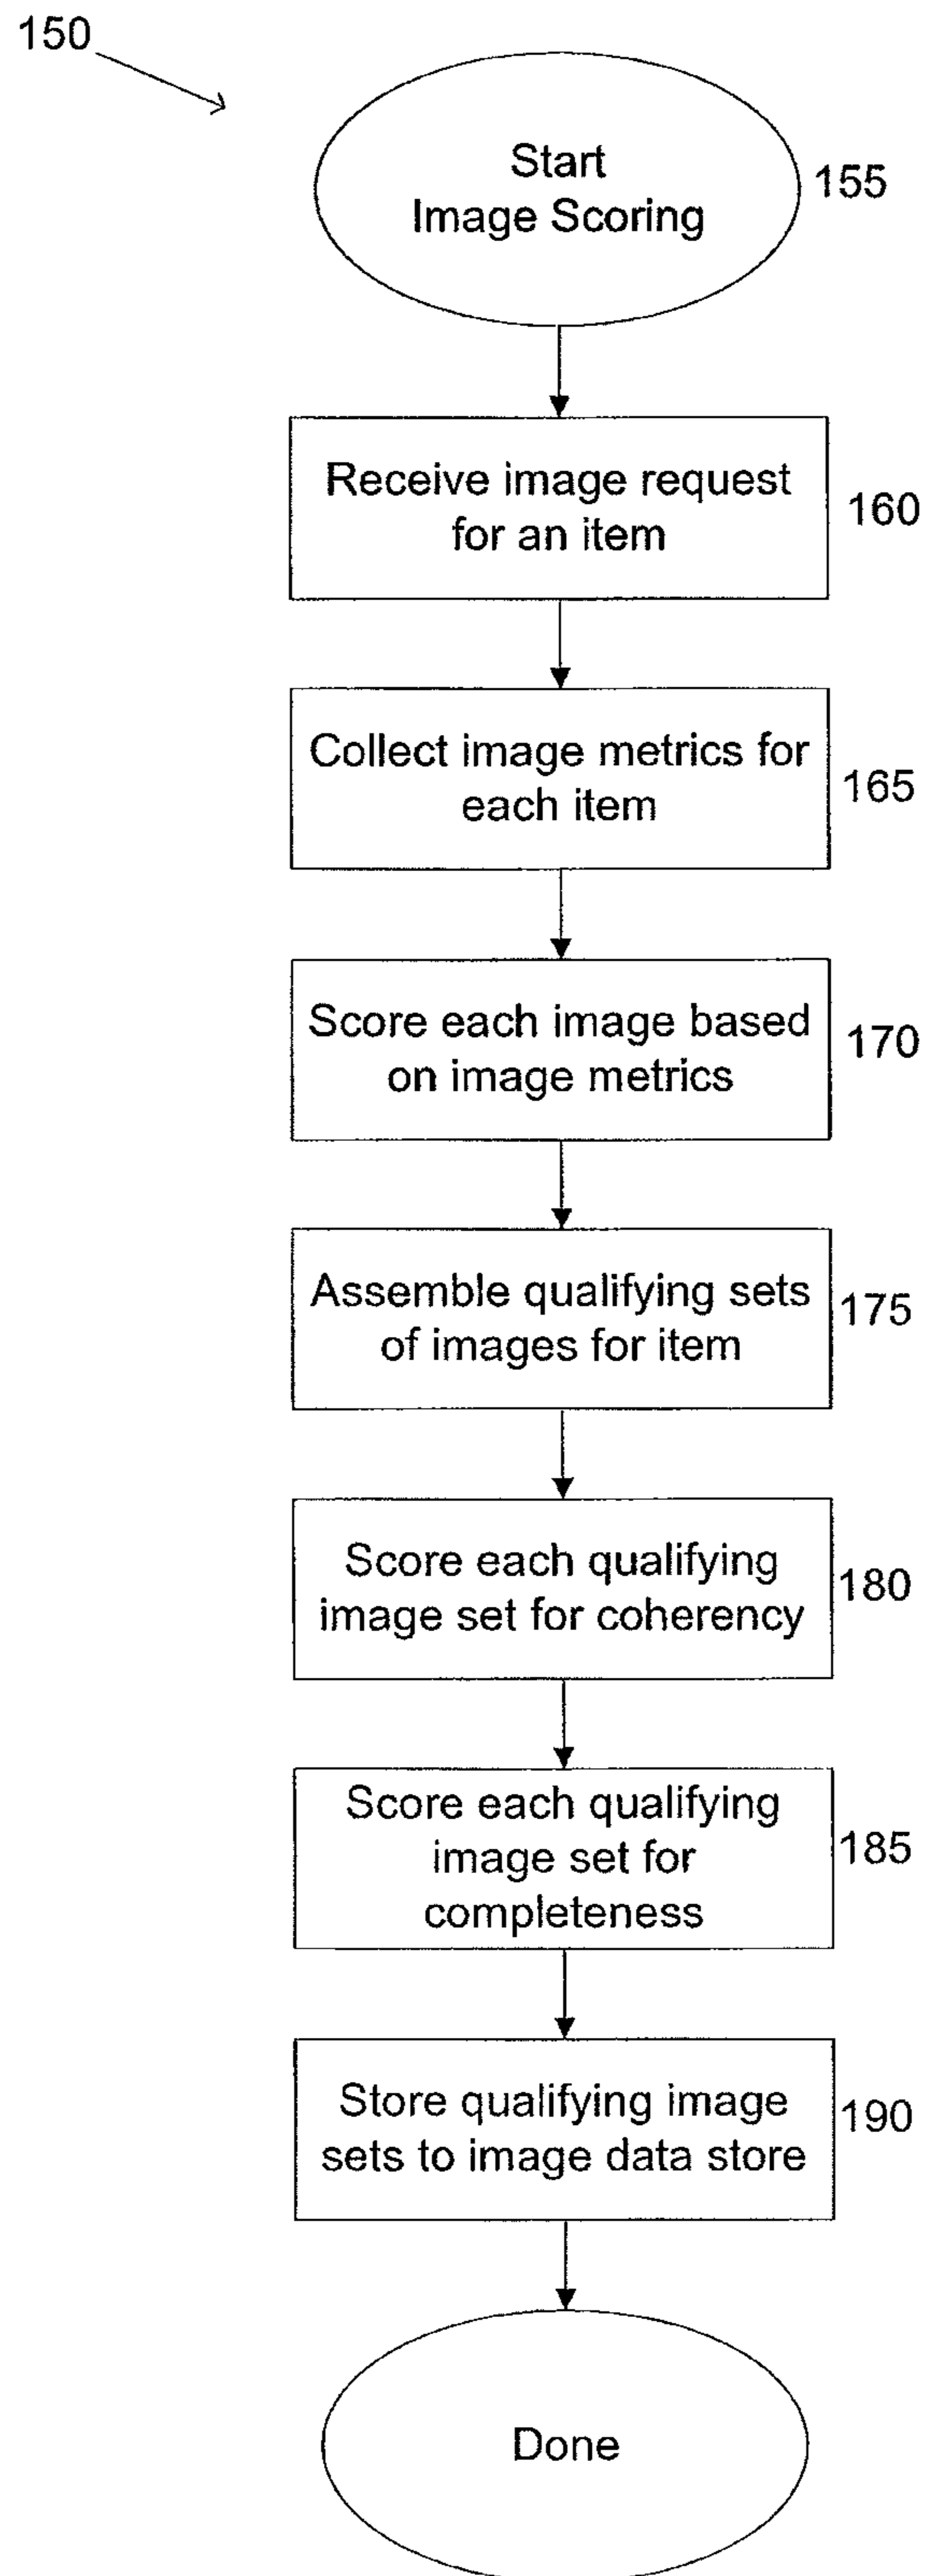 150
Start
Image Scoring
155
Receive image request
for an item
160
Collect image metrics for
each item
165
Score each image based
on image metrics
170
Assemble qualifying sets
of images for item
175
Score each qualifying
image set for coherency
180
Score each qualifying
image set for
completeness
185
Store qualifying image
sets to image data store
190
Done